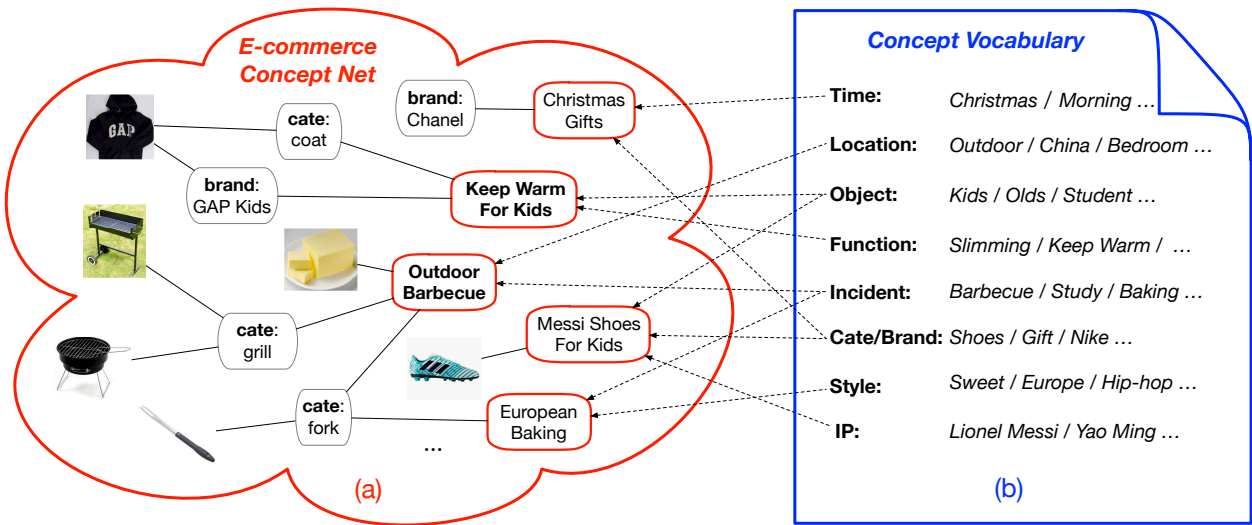 E-commerce
Concept Net
brand:
Chanel
Christmas
Gifts
GAP
cate:
coat
brand:
GAP Kids
Keep Warm
For Kids
Outdoor
Barbecue
cate:
grill
Messi Shoes
For Kids
cate:
fork
European
Baking
...
(a)
Concept Vocabulary
Time: Christmas / Morning ...
Location: Outdoor / China / Bedroom ...
Object: Kids / Olds / Student ...
Function: Slimming / Keep Warm / ...
Incident: Barbecue / Study / Baking ...
Cate/Brand: Shoes / Gift / Nike ...
Style: Sweet / Europe / Hip-hop ...
IP: Lionel Messi / Yao Ming ...
(b)